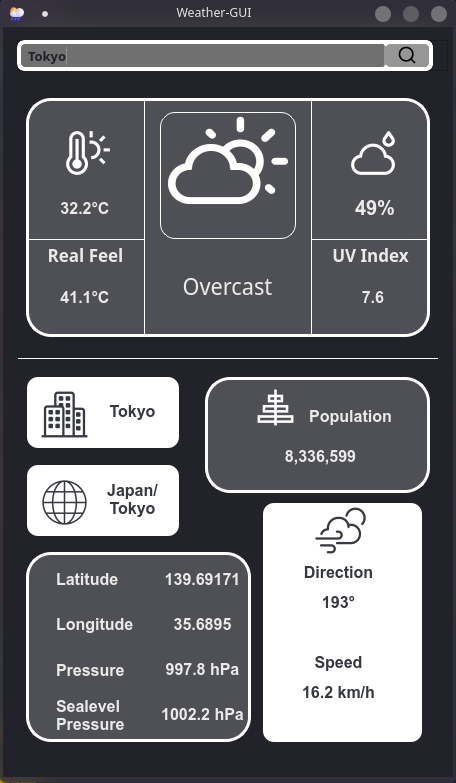 Weather-GUI
Tokyo
32.2°C
49%
Real Feel
UV Index
41.1°C
Overcast
7.6
Tokyo
Population
8,336,599
Japan/
Tokyo
Direction
193°
Speed
16.2 km/h
Latitude 139.69171
Longitude 35.6895
Pressure 997.8 hPa
Sealevel
Pressure 1002.2 hPa